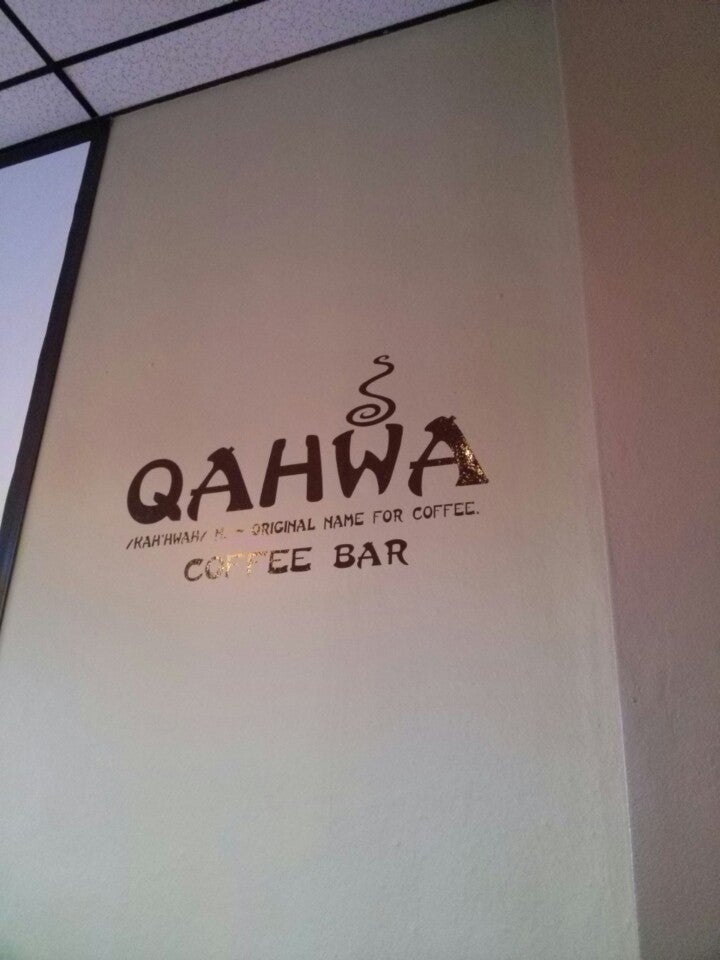 QAHWA
/KAH'HWAH/ N. ~ ORIGINAL NAME FOR COFFEE.
COFFEE BAR